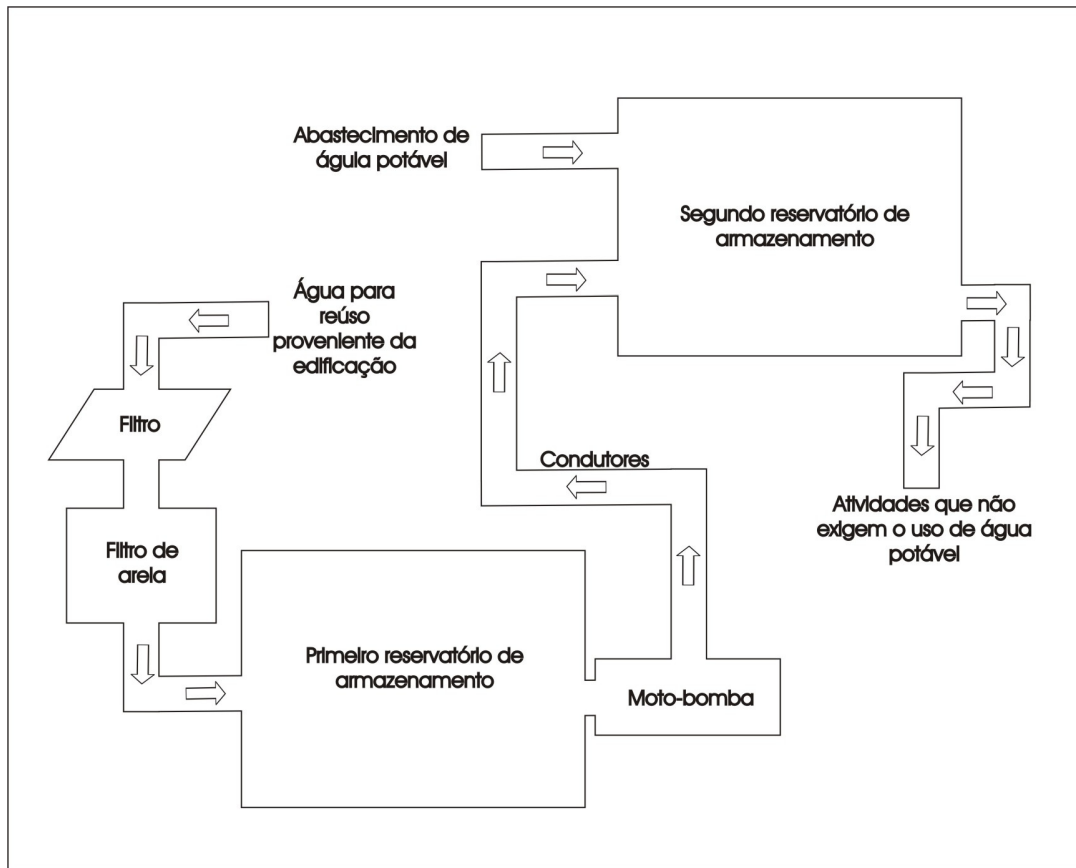 Abastecimento de
águia potável
Segundo reservatório de
armazenamento
Água para
reúso
proveniente da
edificação
Filtro
Condutores
Atividades que não
exigem o uso de água
potável
Filtro de
areia
Primeiro reservatório de
armazenamento
Moto-bomba